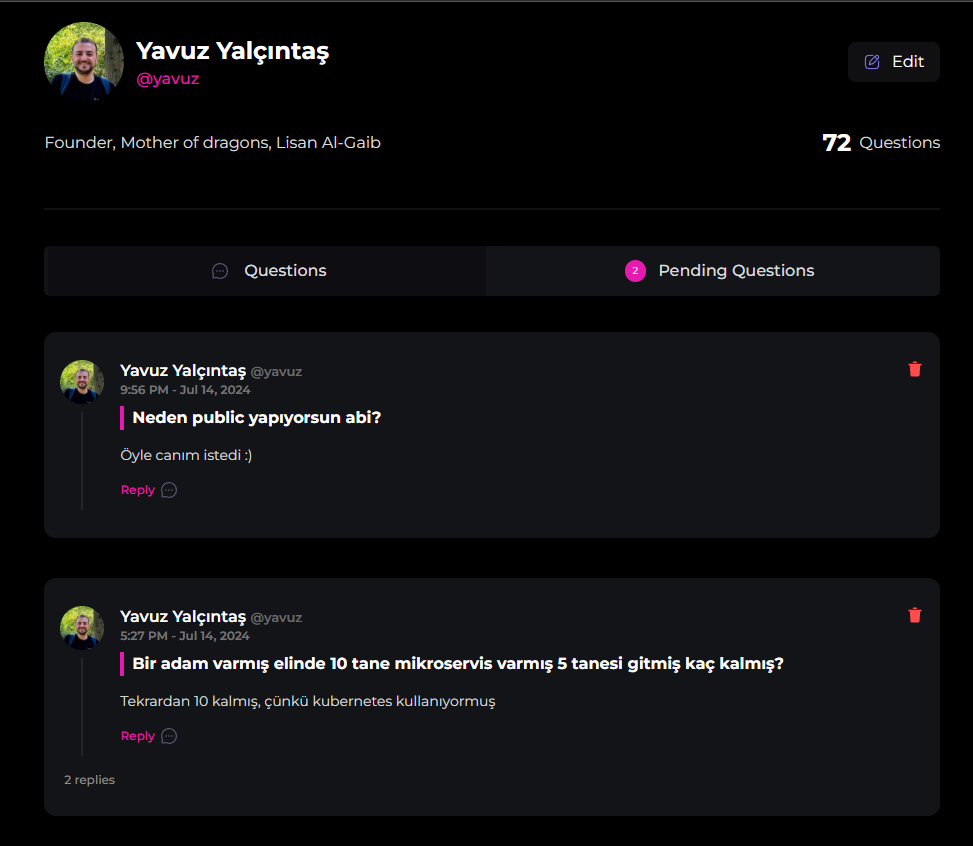 Yavuz Yalçıntaş
@yavuz
Edit
Founder, Mother of dragons, Lisan Al-Gaib
72 Questions
Questions
2 Pending Questions
Yavuz Yalçıntaş @yavuz
9:56 PM - Jul 14, 2024
Neden public yapıyorsun abi?
Öyle canım istedi :)
Reply
Yavuz Yalçıntaş @yavuz
5:27 PM - Jul 14, 2024
Bir adam varmış elinde 10 tane mikroservis varmış 5 tanesi gitmiş kaç kalmış?
Tekrardan 10 kalmış, çünkü kubernetes kullanıyormuş
Reply
2 replies